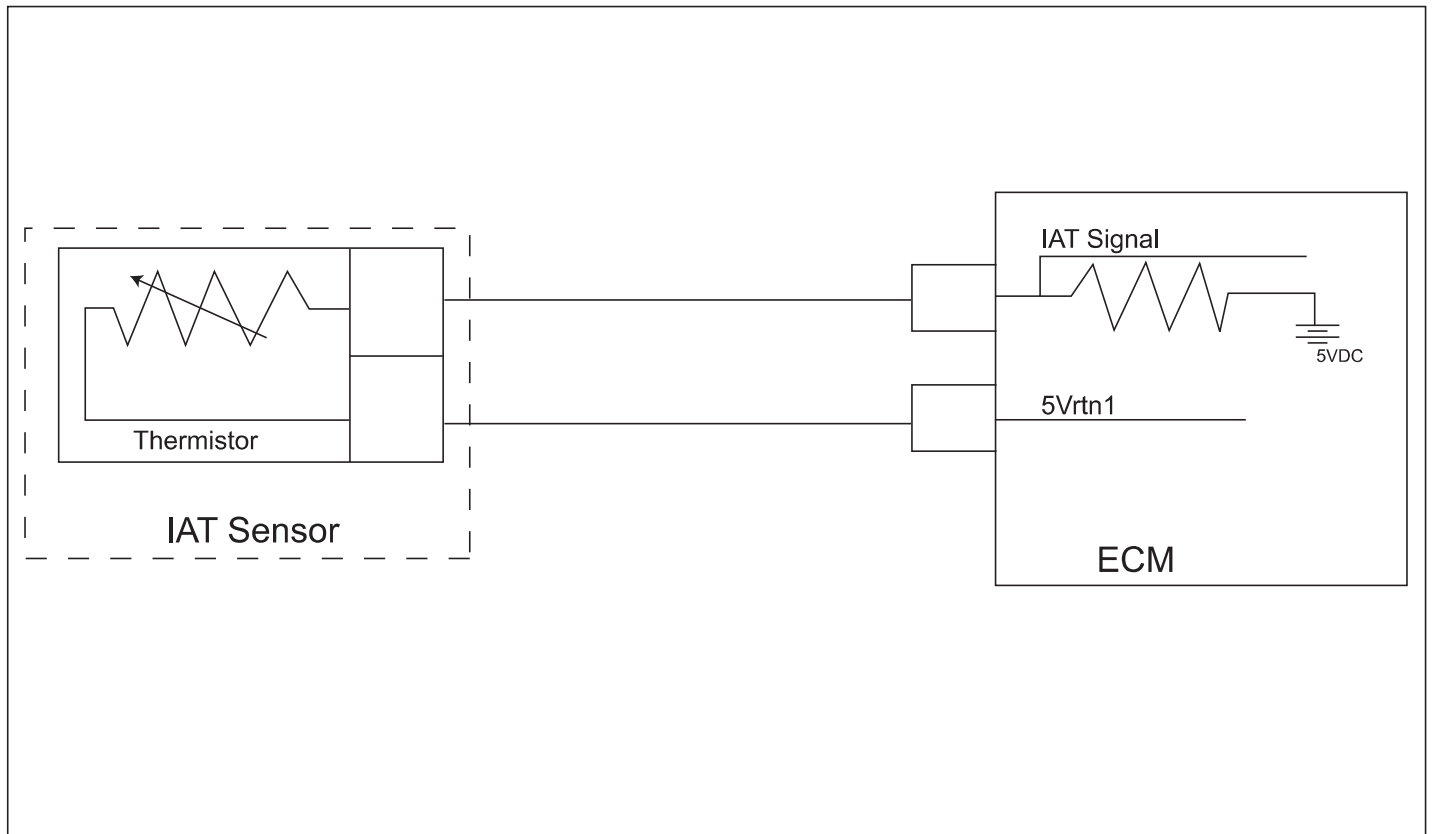 IAT Signal
5VDC
5Vrtn1
Thermistor
IAT Sensor
ECM